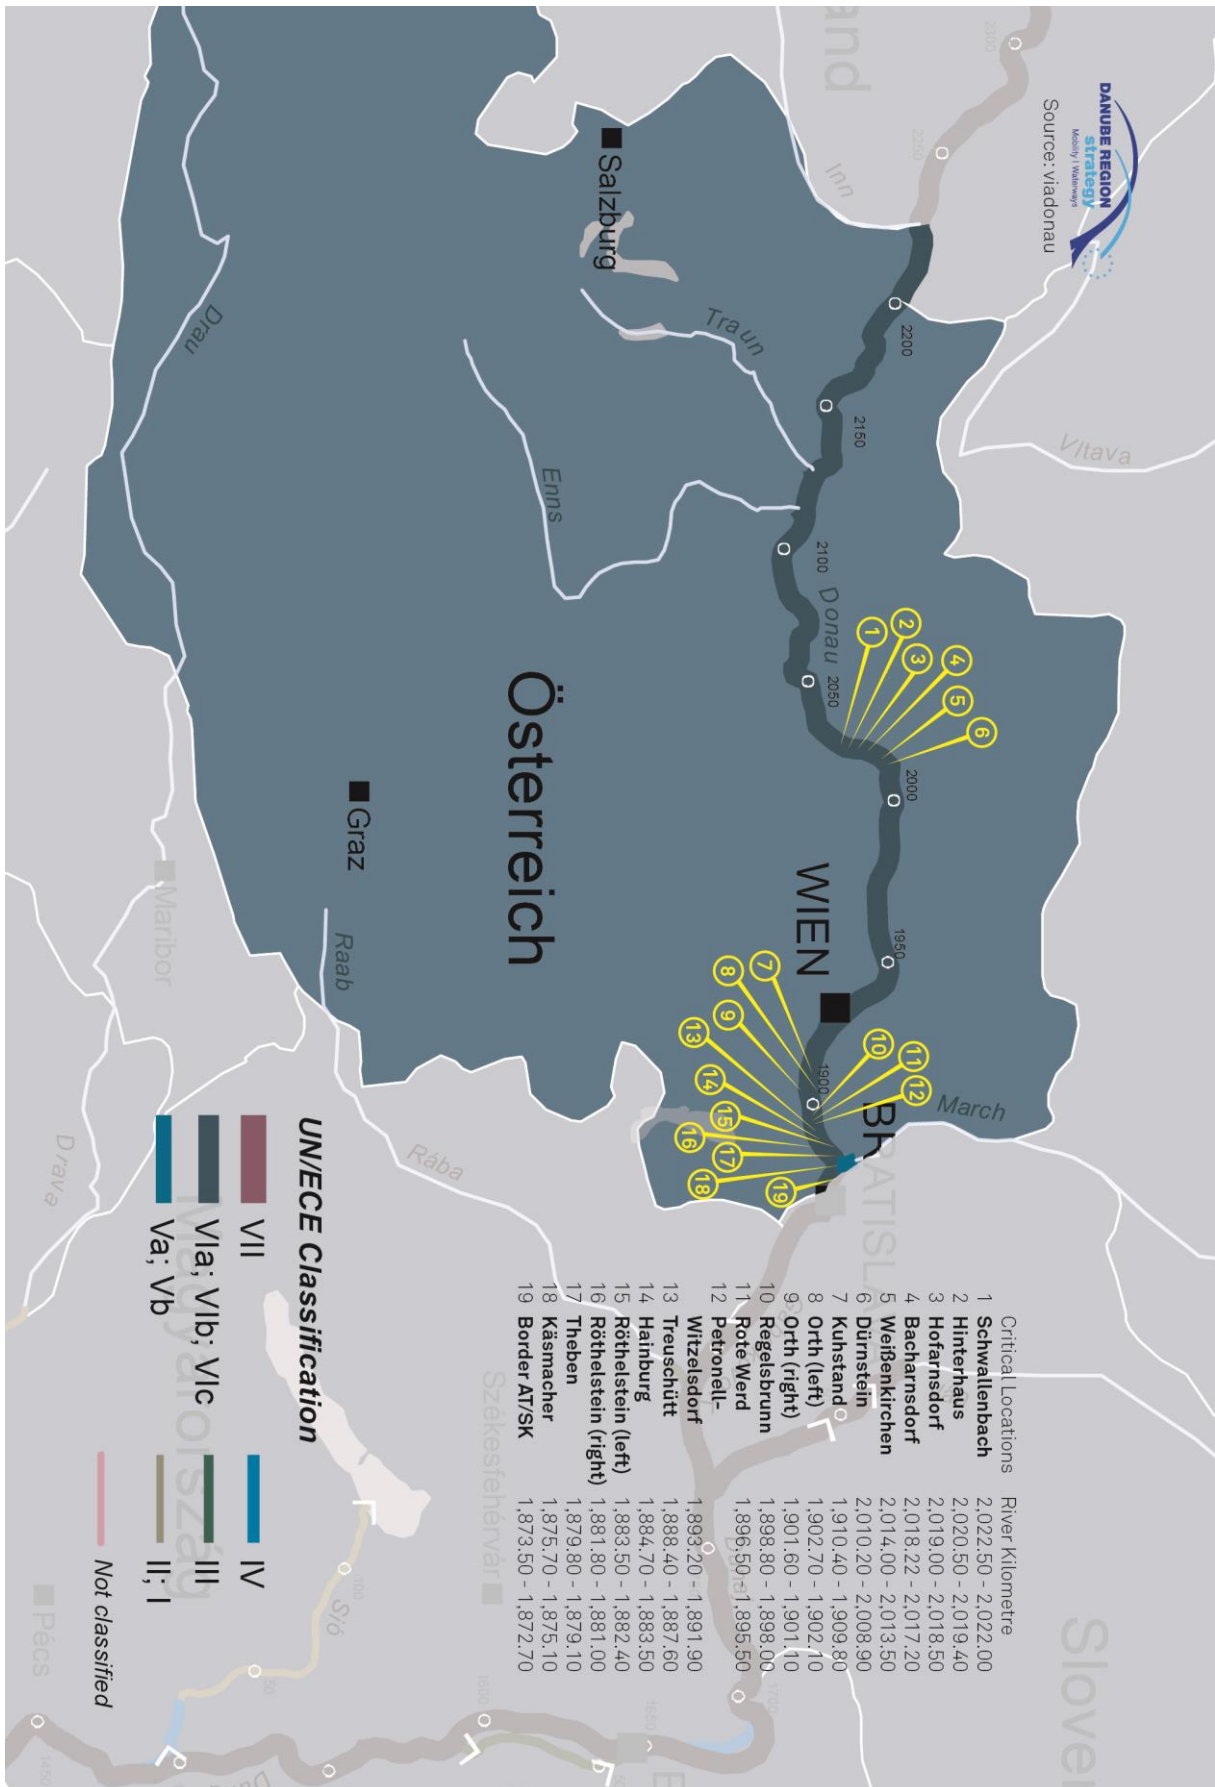 DANUBE REGION
strategy
Mobility | Waterways
Source: viadonau
2300
2250
Inn
Vltava
2200
2150
2100
2050
2000
1950
1900
Donau
Traun
Enns
Salzburg
Drau
Österreich
Graz
Raab
Maribor
WIEN
March
BRATISLAVA
Rába
Drava
1
2
3
4
5
6
7
8
9
10
11
12
13
14
15
16
17
18
19
Critical Locations River Kilometre
1 Schwallenbach 2,022.50 - 2,022.00
2 Hinterhaus 2,020.50 - 2,019.40
3 Hofarnsdorf 2,019.00 - 2,018.50
4 Bacharnsdorf 2,018.22 - 2,017.20
5 Weißenkirchen 2,014.00 - 2,013.50
6 Dürnstein 2,010.20 - 2,008.90
7 Kuhstand 1,910.40 - 1,909.80
8 Orth (left) 1,902.70 - 1,902.10
9 Orth (right) 1,901.60 - 1,901.10
10 Regelsbrunn 1,898.80 - 1,898.00
11 Rote Werd 1,896.50 - 1,895.50
12 Petronell-
Witzelsdorf 1,893.20 - 1,891.90
13 Treuschütt 1,888.40 - 1,887.60
14 Hainburg 1,884.70 - 1,883.50
15 Röthelstein (left) 1,883.50 - 1,882.40
16 Röthelstein (right) 1,881.80 - 1,881.00
17 Theben 1,879.80 - 1,879.10
18 Käsmacher 1,875.70 - 1,875.10
19 Border AT/SK 1,873.50 - 1,872.70
UN/ECE Classification
VII
VIa; VIb; VIc
Va; Vb
IV
III
II; I
Not classified
Magyarország
Székesfehérvár
Sió
100
50
Pécs
1700
1650
1600
1450